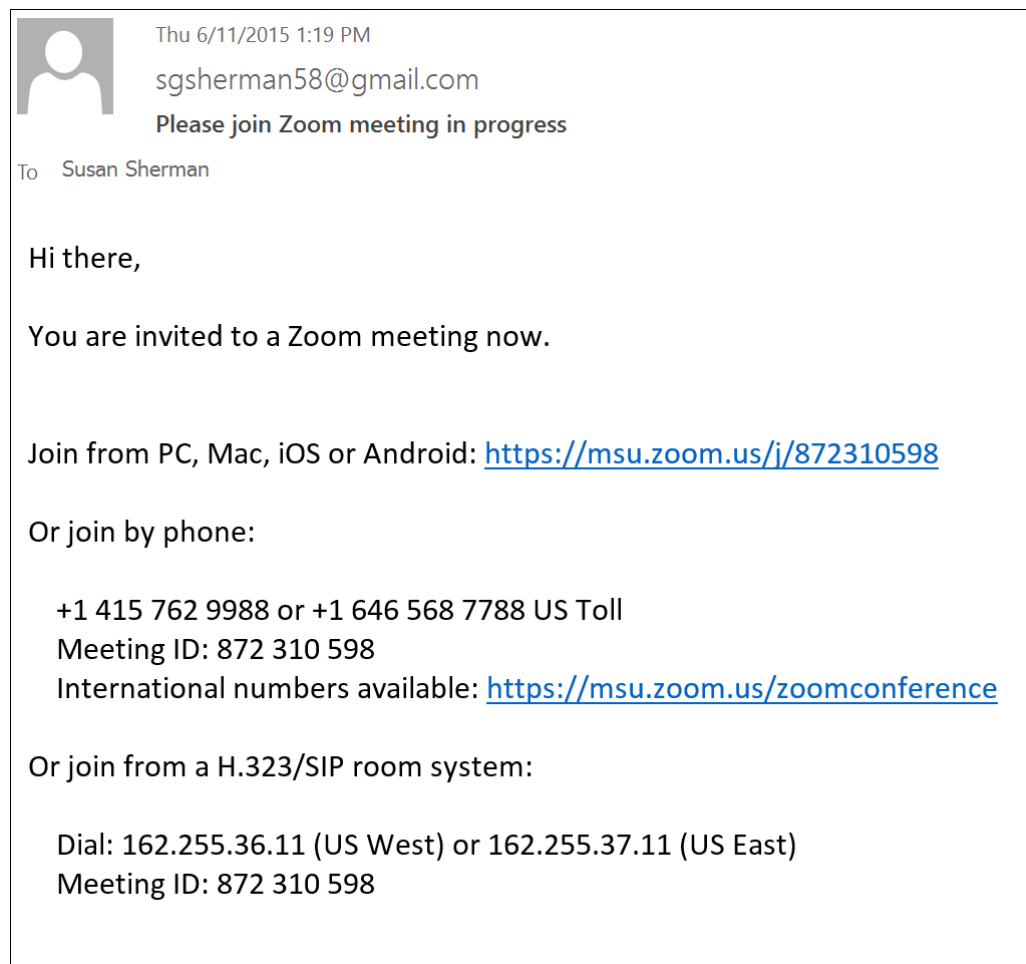 Thu 6/11/2015 1:19 PM
sgsherman58@gmail.com
Please join Zoom meeting in progress
To Susan Sherman
Hi there,
You are invited to a Zoom meeting now.
Join from PC, Mac, iOS or Android: https://msu.zoom.us/j/872310598
Or join by phone:
+1 415 762 9988 or +1 646 568 7788 US Toll
Meeting ID: 872 310 598
International numbers available: https://msu.zoom.us/zoomconference
Or join from a H.323/SIP room system:
Dial: 162.255.36.11 (US West) or 162.255.37.11 (US East)
Meeting ID: 872 310 598